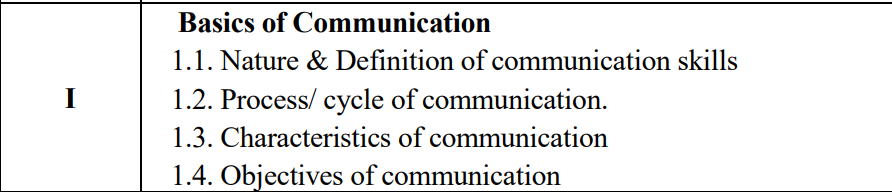 Basics of Communication
1.1. Nature & Definition of communication skills
I
1.2. Process/ cycle of communication.
1.3. Characteristics of communication
1.4. Objectives of communication